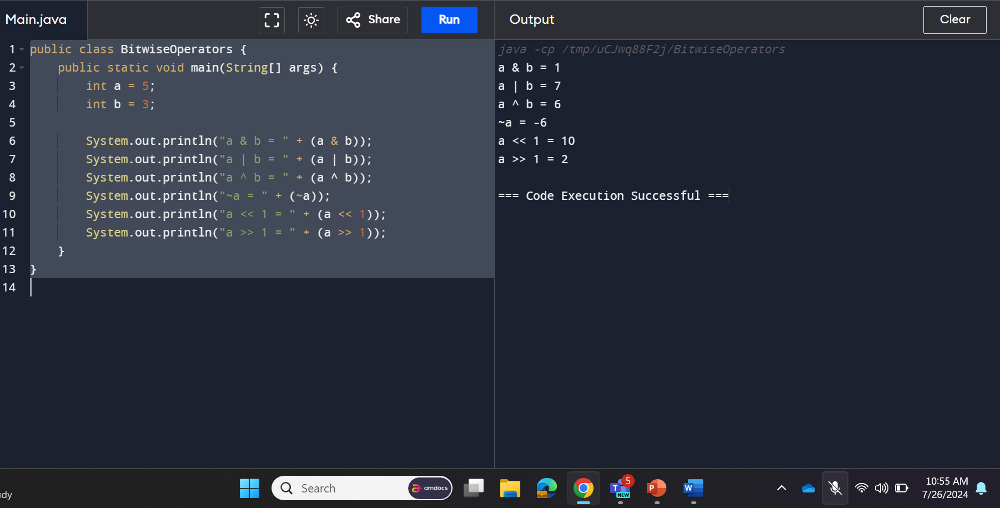 Main.java
Share
Run
Output
Clear
1 public class BitwiseOperators {
2 public static void main(String[] args) {
3 int a = 5;
4 int b = 3;
5
6 System.out.println("a & b = " + (a & b));
7 System.out.println("a | b = " + (a | b));
8 System.out.println("a ^ b = " + (a ^ b));
9 System.out.println("~a = " + (~a));
10 System.out.println("a << 1 = " + (a << 1));
11 System.out.println("a >> 1 = " + (a >> 1));
12 }
13 }
14
java -cp /tmp/uCJwq88F2j/BitwiseOperators
a & b = 1
a | b = 7
a ^ b = 6
~a = -6
a << 1 = 10
a >> 1 = 2
=== Code Execution Successful ===
dy
Search
amdocs
T
5
NEW
P
W
10:55 AM
7/26/2024